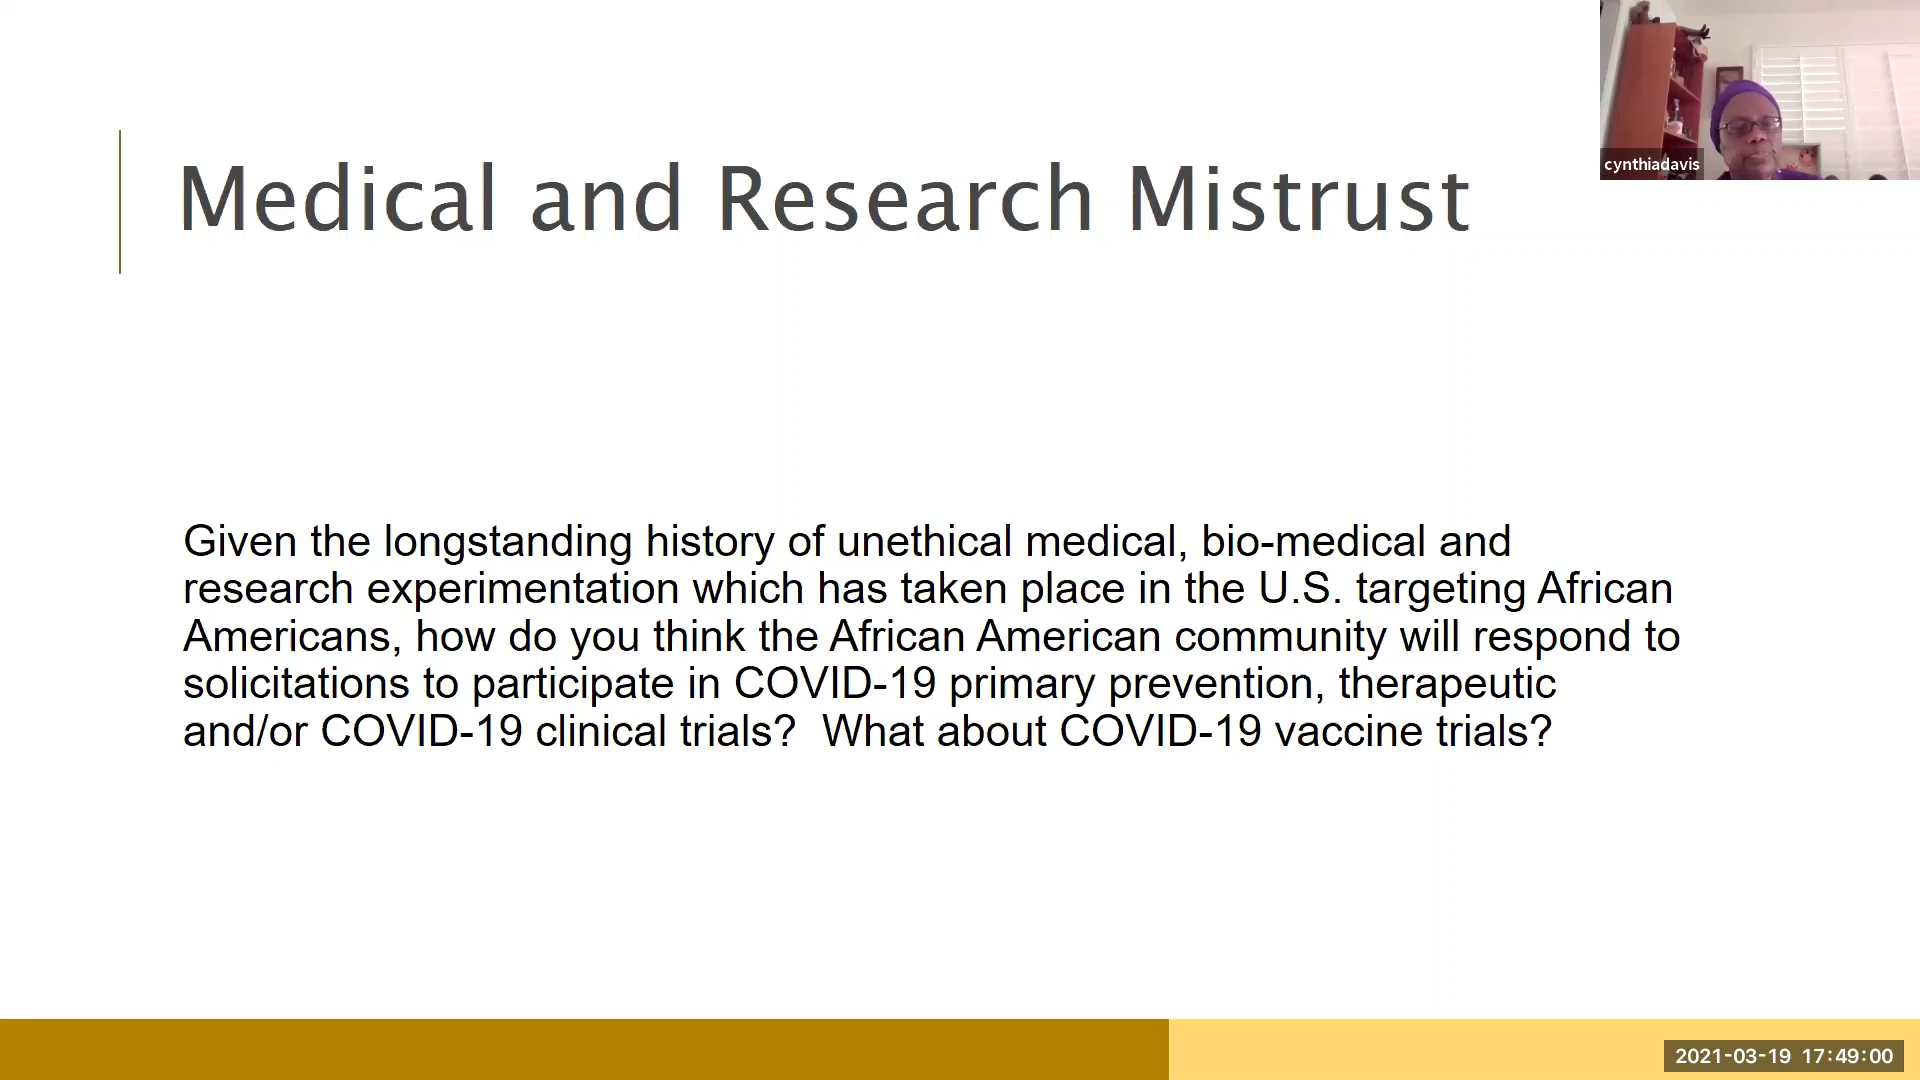 cynthiadavis
Medical and Research Mistrust
Given the longstanding history of unethical medical, bio-medical and
research experimentation which has taken place in the U.S. targeting African
Americans, how do you think the African American community will respond to
solicitations to participate in COVID-19 primary prevention, therapeutic
and/or COVID-19 clinical trials?  What about COVID-19 vaccine trials?
2021-03-19 17:49:00